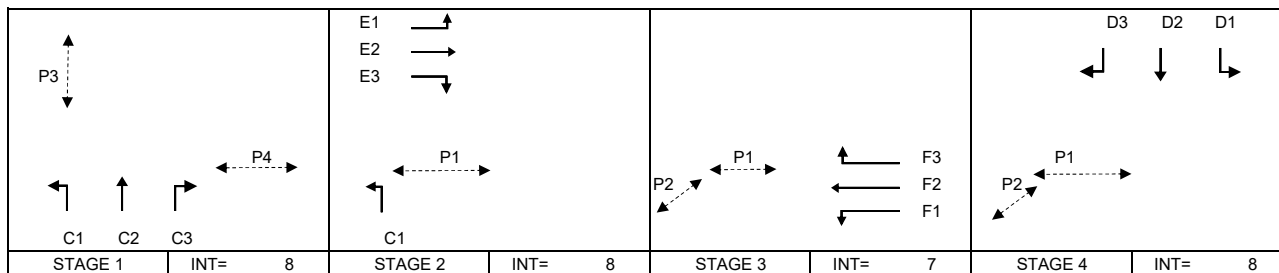 P3
P4
C1 C2 C3
STAGE 1 INT= 8
E1
E2
E3
P1
C1
STAGE 2 INT= 8
P1
P2
F3
F2
F1
STAGE 3 INT= 7
D3 D2 D1
P1
P2
STAGE 4 INT= 8